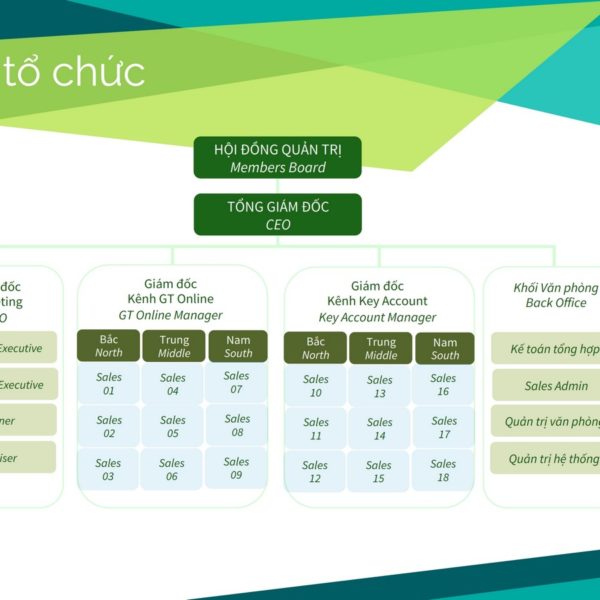 tổ chức
HỘI ĐỒNG QUẢN TRỊ
Members Board
TỔNG GIÁM ĐỐC
CEO
đốc
eting
O
Executive
Executive
ner
iser
Giám đốc
Kênh GT Online
GT Online Manager
Bắc
North
Trung
Middle
Nam
South
Sales
01
Sales
04
Sales
07
Sales
02
Sales
05
Sales
08
Sales
03
Sales
06
Sales
09
Giám đốc
Kênh Key Account
Key Account Manager
Bắc
North
Trung
Middle
Nam
South
Sales
10
Sales
13
Sales
16
Sales
11
Sales
14
Sales
17
Sales
12
Sales
15
Sales
18
Khối Văn phòng
Back Office
Kế toán tổng hợp
Sales Admin
Quản trị văn phòng
Quản trị hệ thống